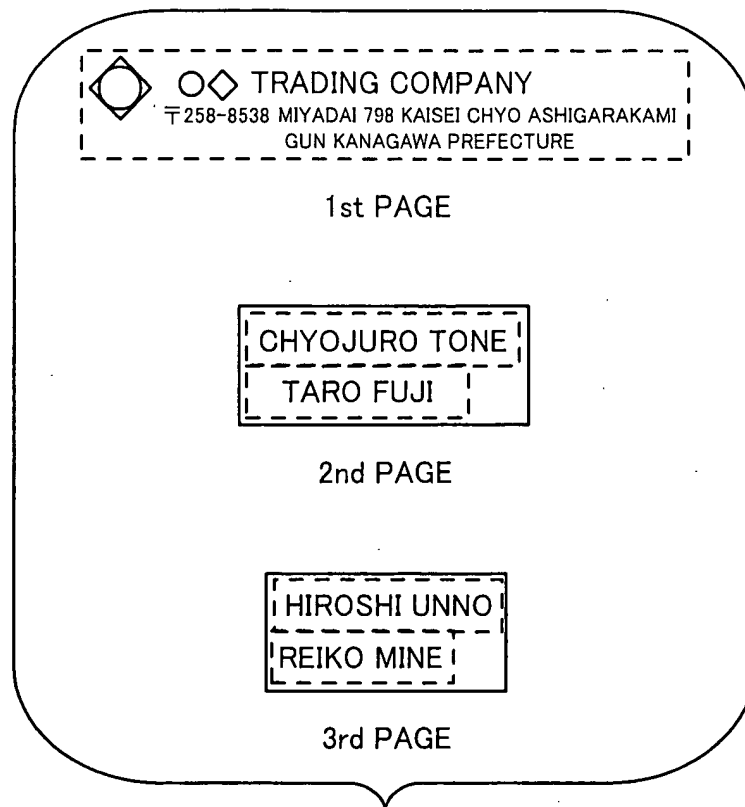 ○◇ TRADING COMPANY
〒258-8538 MIYADAI 798 KAISEI CHYO ASHIGARAKAMI
GUN KANAGAWA PREFECTURE
1st PAGE
CHYOJURO TONE
TARO FUJI
2nd PAGE
HIROSHI UNNO
REIKO MINE
3rd PAGE